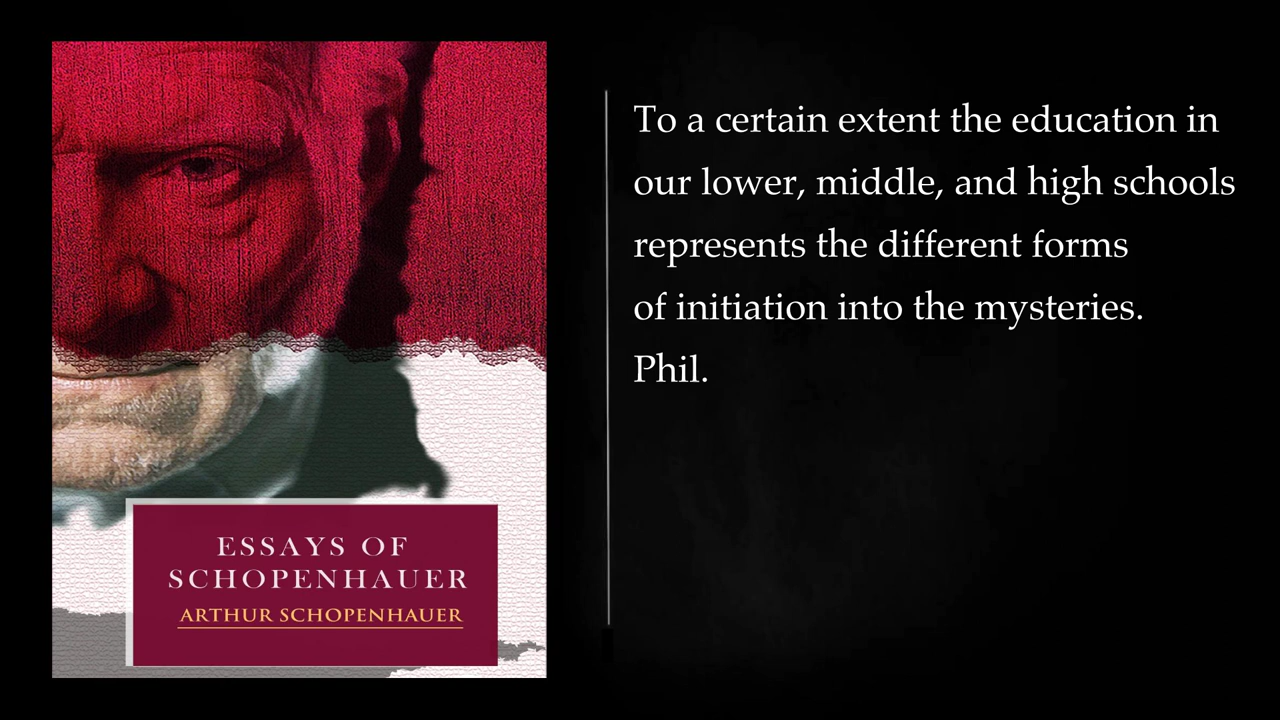 ESSAYS OF
SCHOPENHAUER
ARTHUR SCHOPENHAUER
To a certain extent the education in
our lower, middle, and high schools
represents the different forms
of initiation into the mysteries.
Phil.